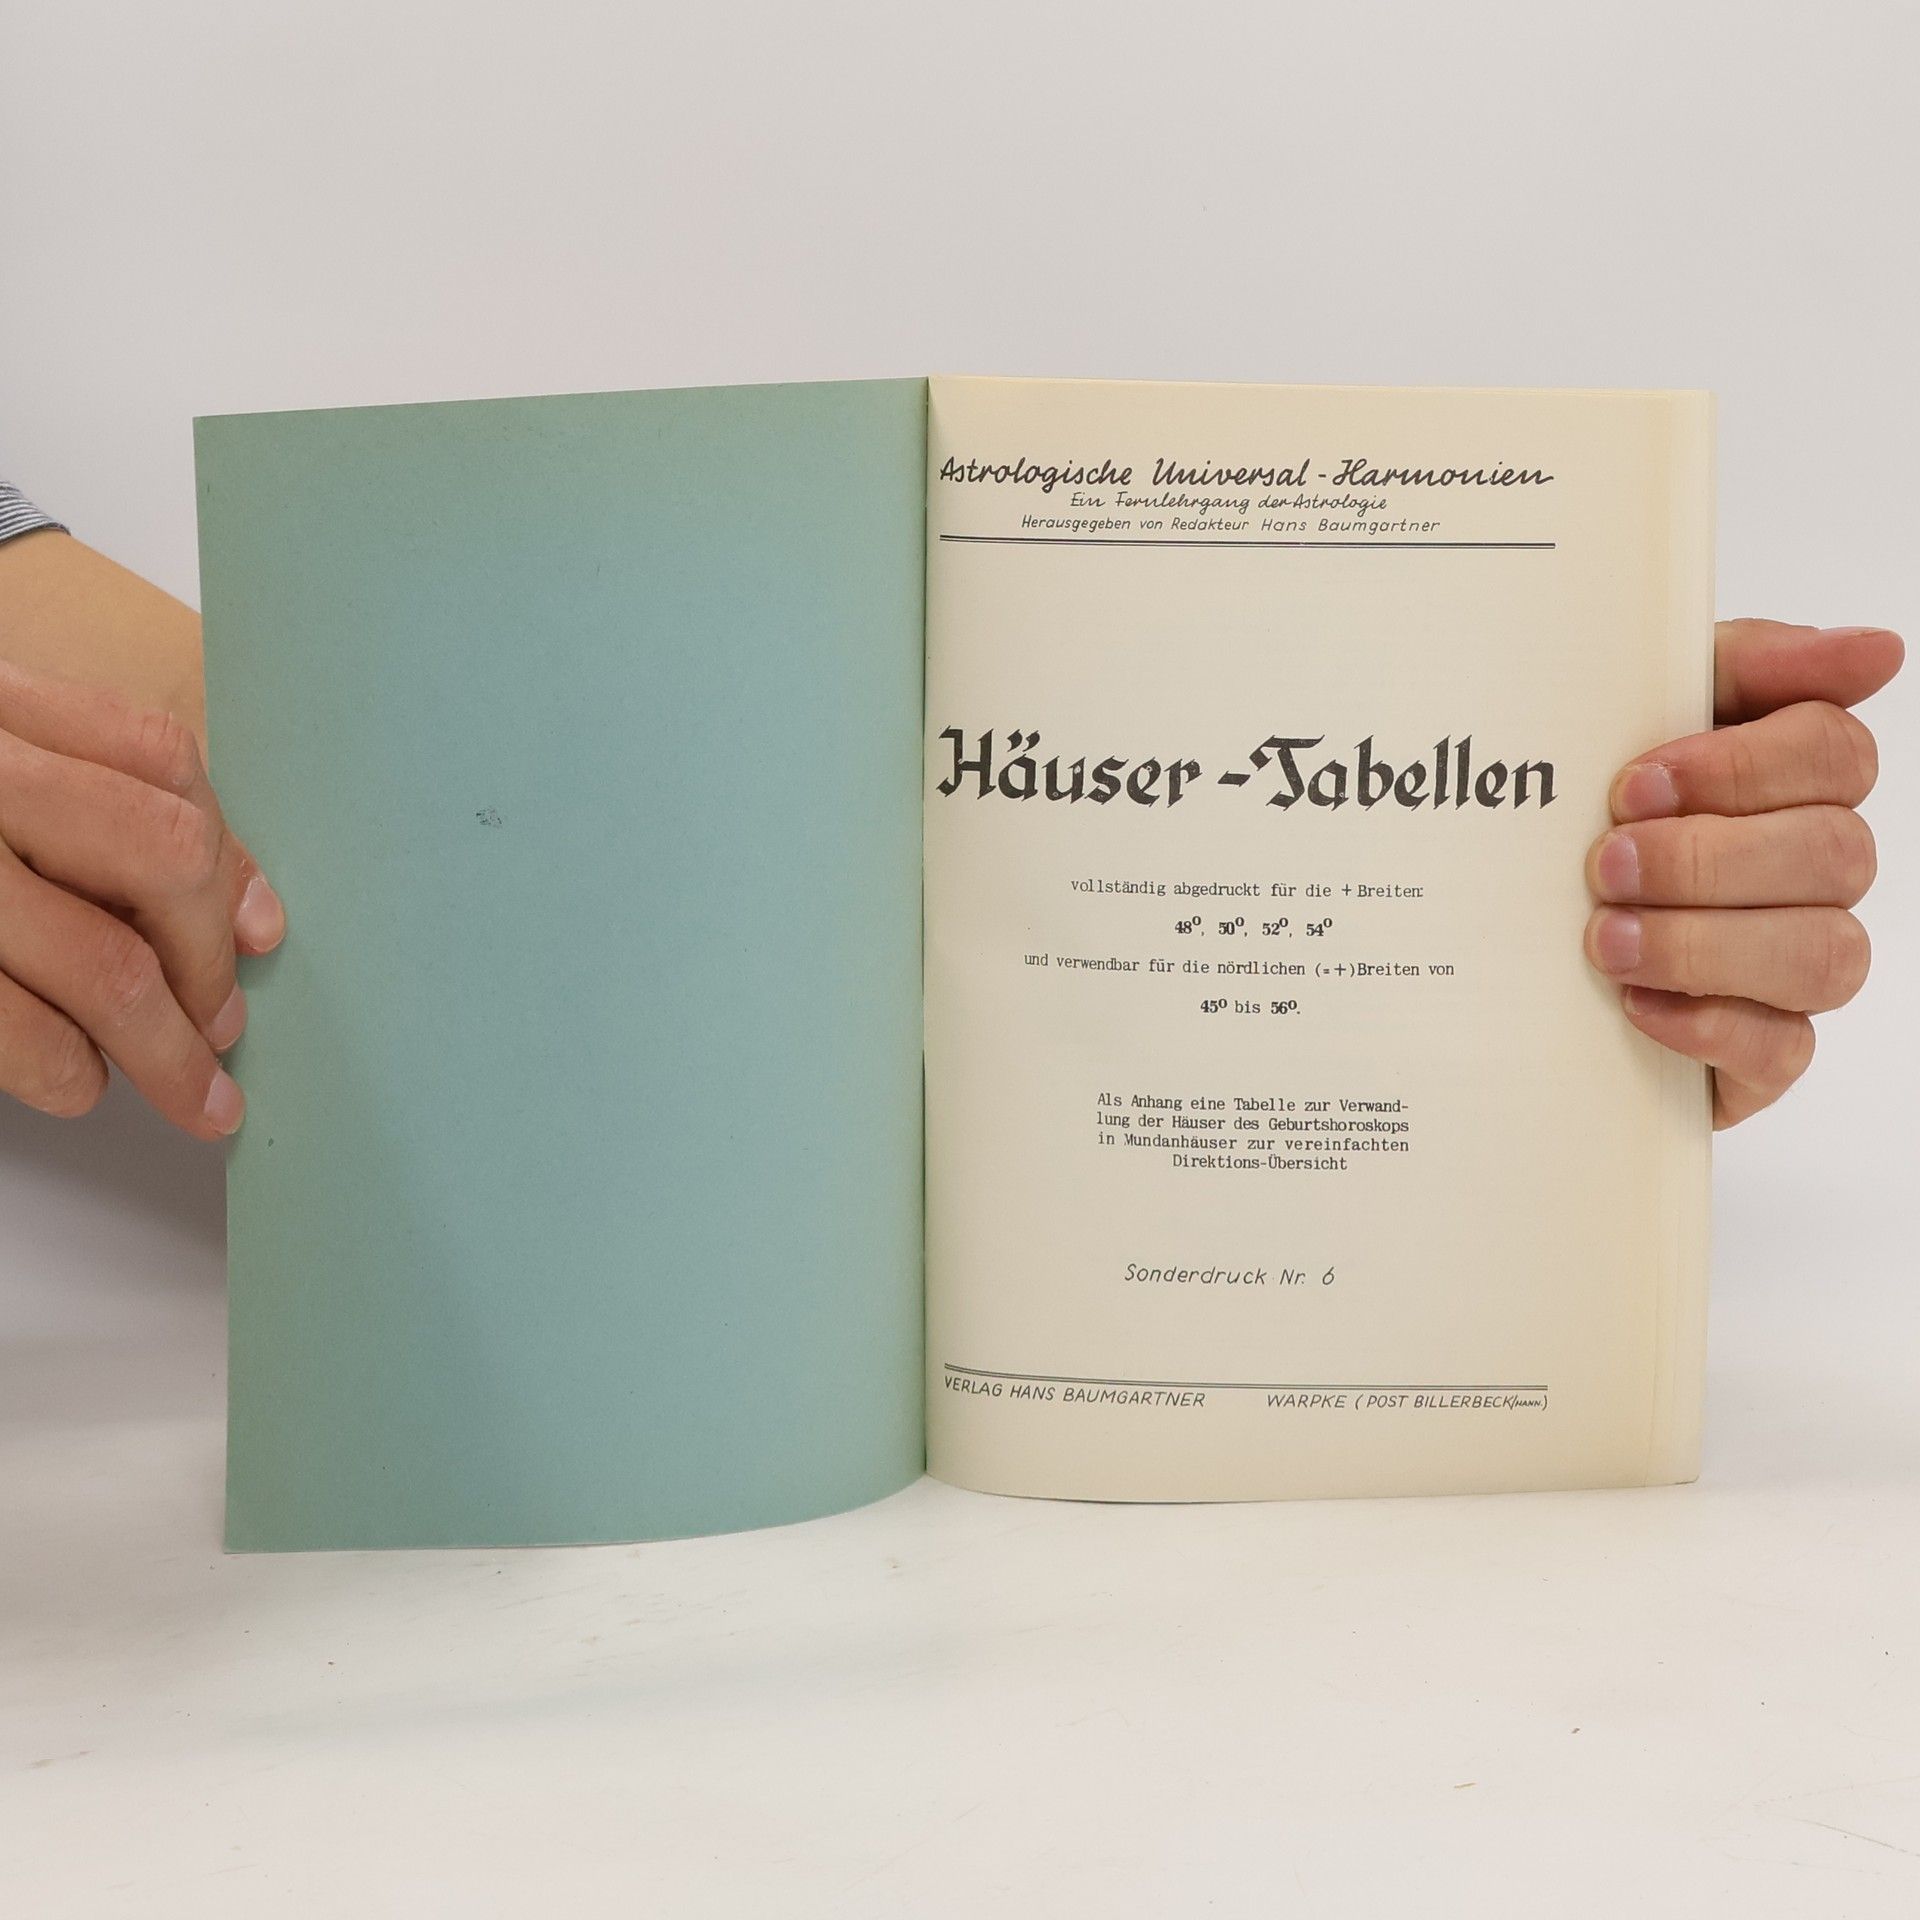 Astrologische Universal-Harmonien
Ein Fernlehrgang der Astrologie
Herausgegeben von Redakteur Hans Baumgartner
Häuser-Tabellen
vollständig abgedruckt für die + Breiten:
48°, 50°, 52°, 54°
und verwendbar für die nördlichen (=+) Breiten von
45° bis 56°.
Als Anhang eine Tabelle zur Verwand-
lung der Häuser des Geburtshoroskops
in Mundanhäuser zur vereinfachten
Direktions-Übersicht
Sonderdruck Nr. 6
VERLAG HANS BAUMGARTNER WARPKE (POST BILLERBECK/HANN.)